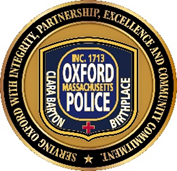 SERVING OXFORD WITH INTEGRITY, PARTNERSHIP, EXCELLENCE AND COMMUNITY COMMITMENT.
INC. 1713
OXFORD
MASSACHUSETTS
POLICE
CLARA BARTON
BIRTHPLACE